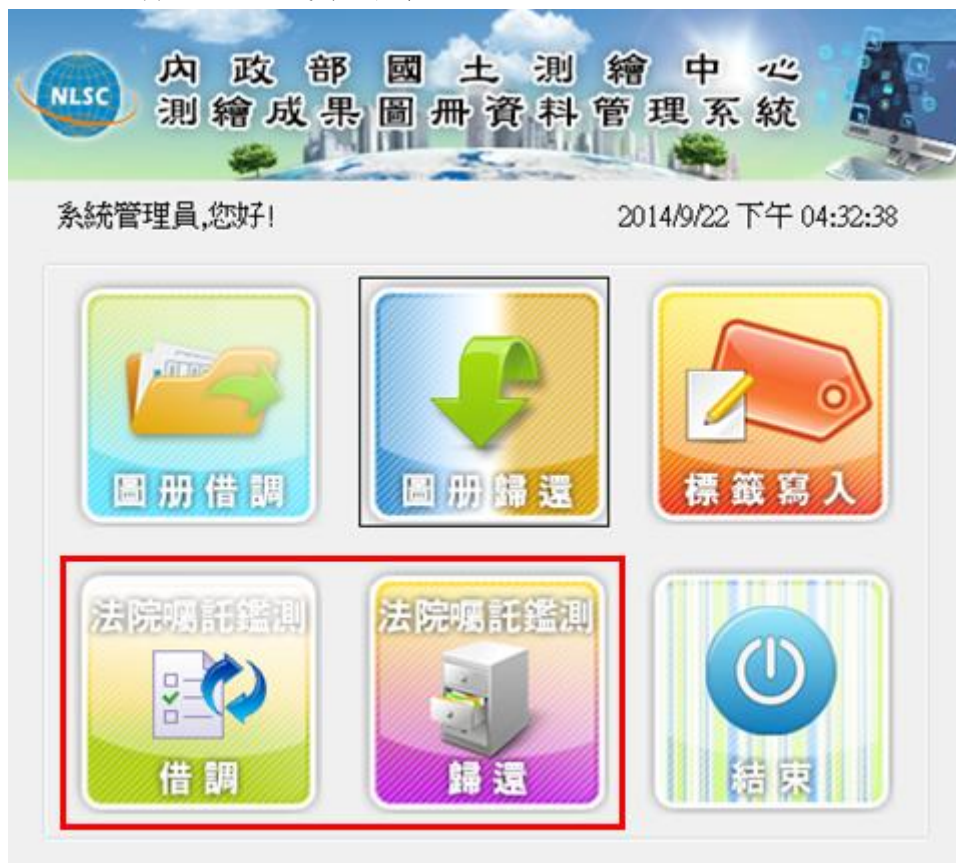 NLSC
內政部國土測繪中心
測繪成果圖冊資料管理系統
系統管理員,您好!
2014/9/22 下午 04:32:38
圖冊借調
圖冊歸還
標籤寫入
法院囑託鑑測
借調
法院囑託鑑測
歸還
結束